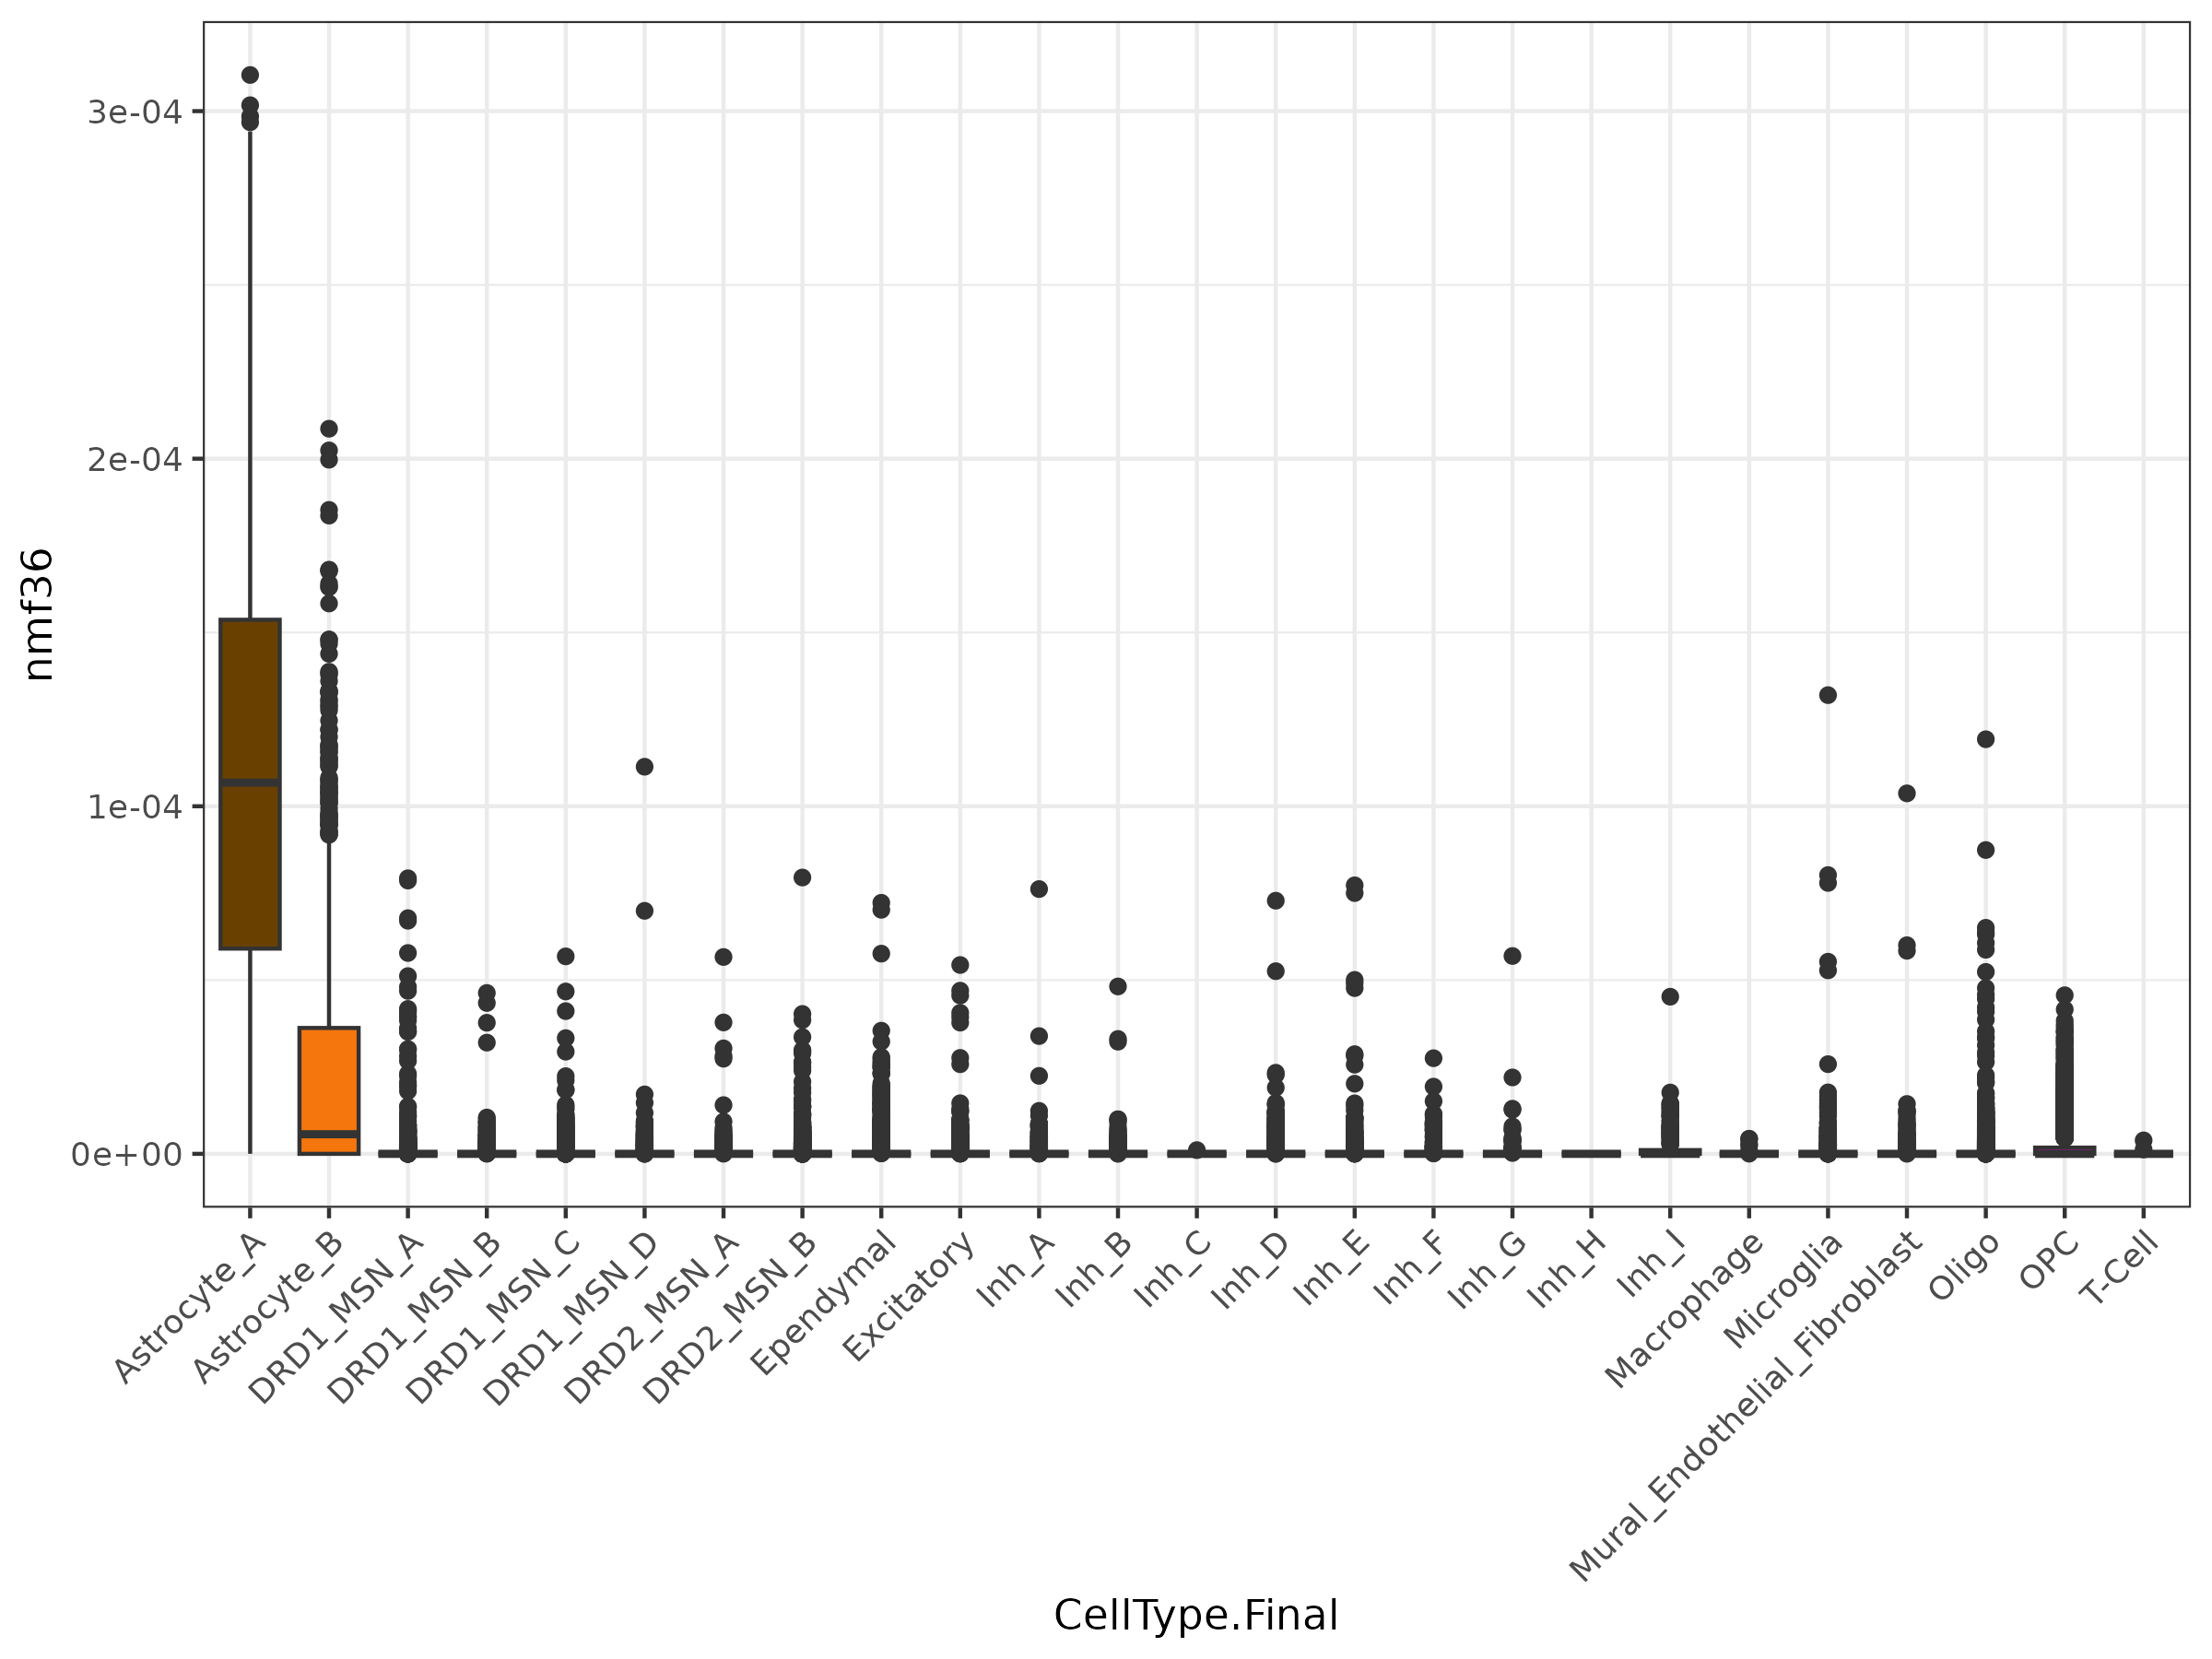 nmf36
3e-04
2e-04
1e-04
0e+00
Astrocyte_A
Astrocyte_B
DRD1_MSN_A
DRD1_MSN_B
DRD1_MSN_C
DRD1_MSN_D
DRD2_MSN_A
DRD2_MSN_B
Ependymal
Excitatory
Inh_A
Inh_B
Inh_C
Inh_D
Inh_E
Inh_F
Inh_G
Inh_H
Inh_I
Macrophage
Microglia
Mural_Endothelial_Fibroblast
Oligo
OPC
T-Cell
CellType.Final